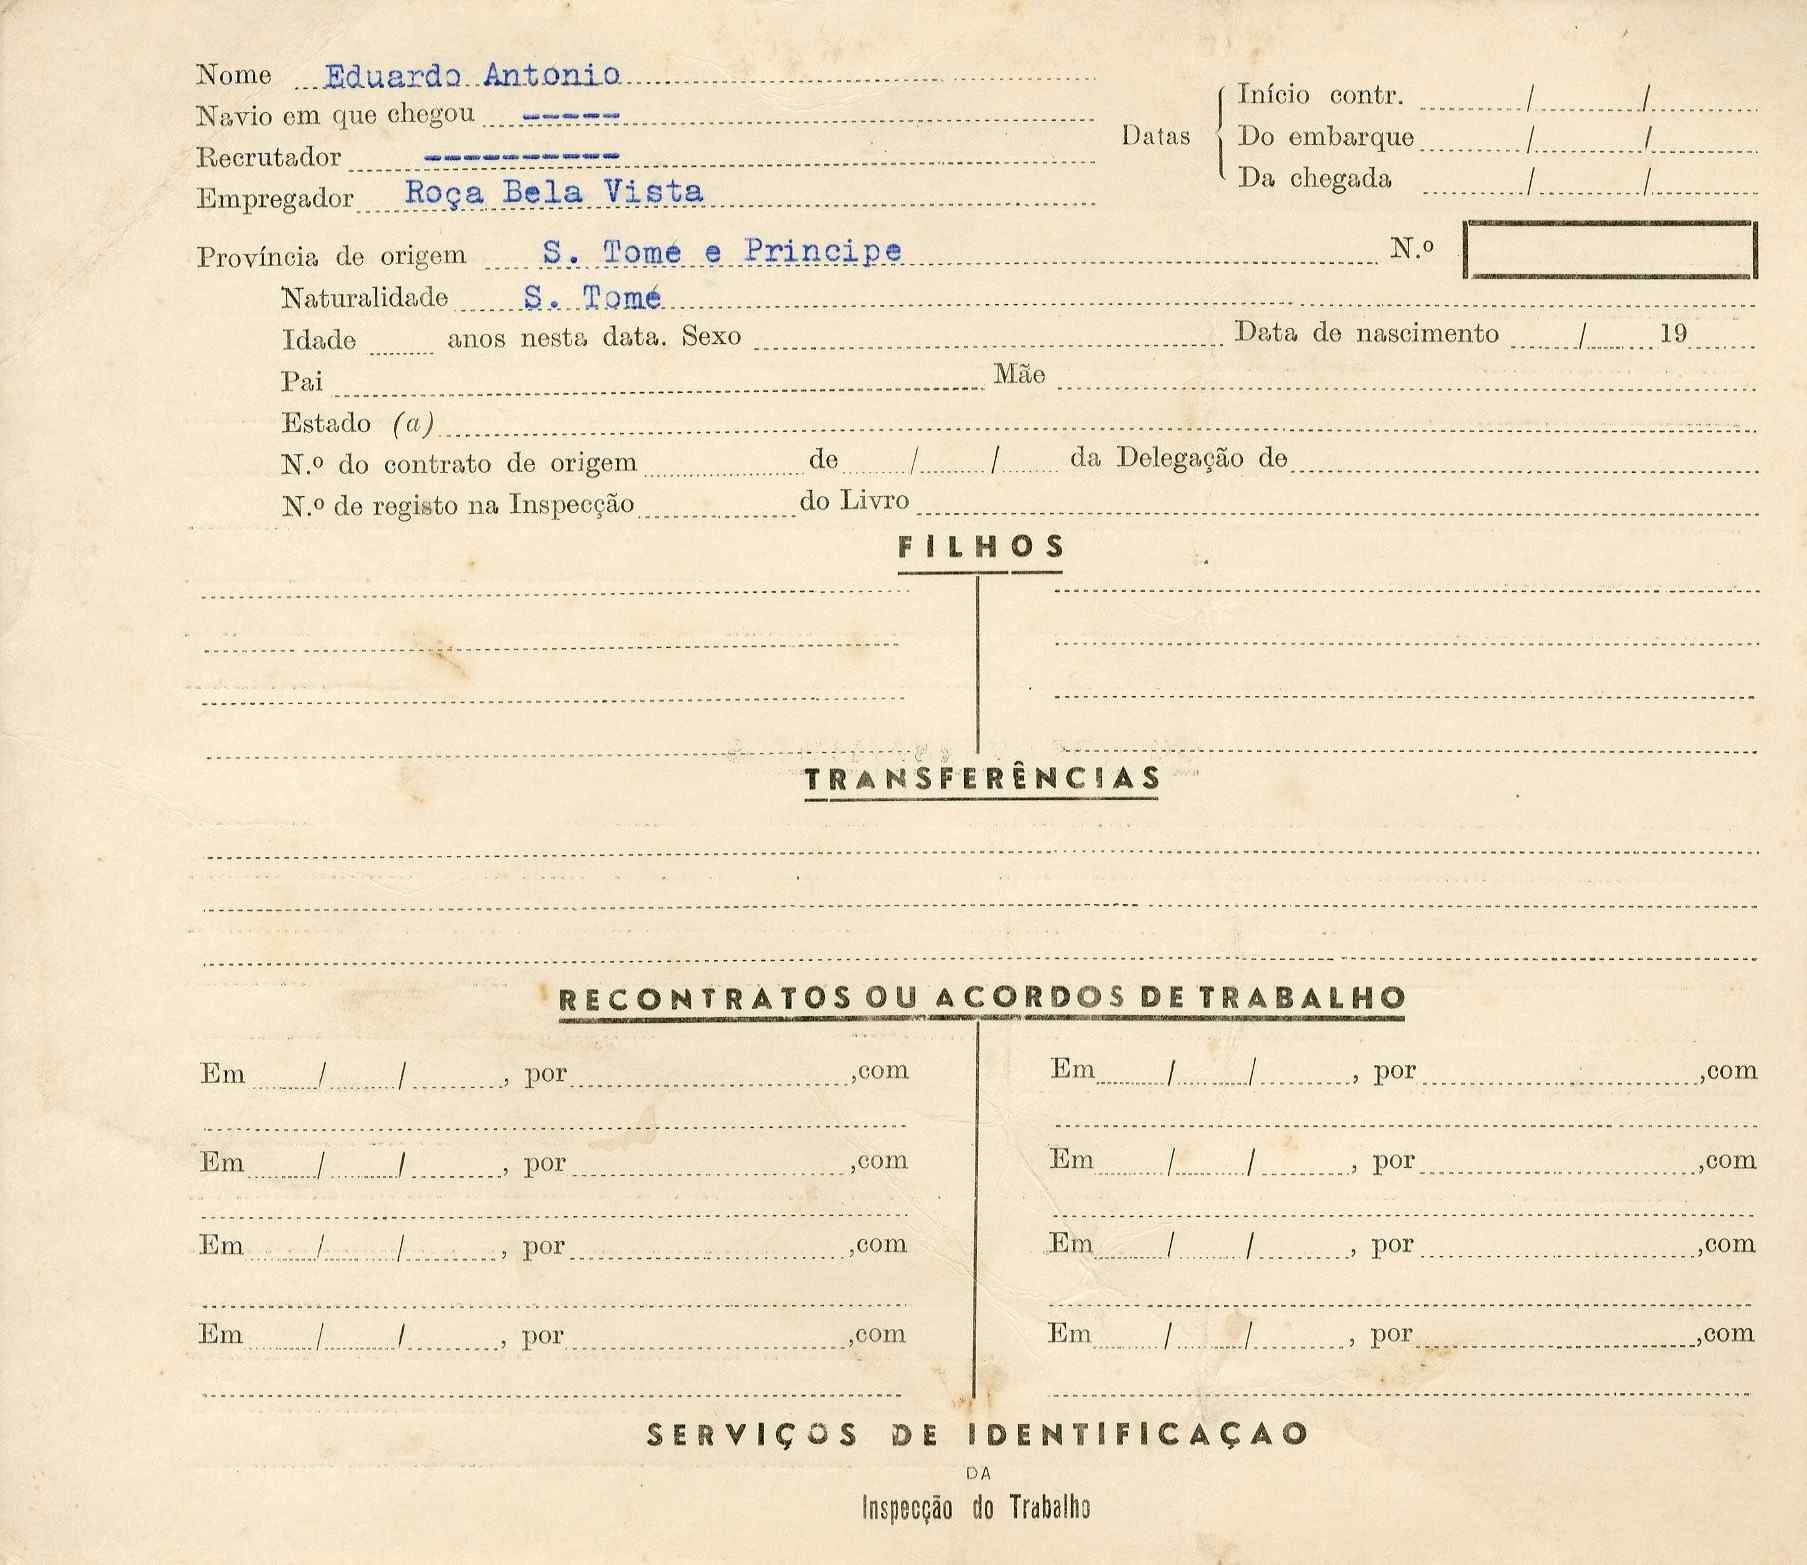 Nome Eduardo Antonio
Navio em que chegou -----
Recrutador ----------
Empregador Roça Bela Vista
Datas
Início contr. / /
Do embarque / /
Da chegada / /
Província de origem S. Tomé e Principe N.º
Naturalidade S. Tomé
Idade anos nesta data. Sexo Data de nascimento / 19
Pai Mãe
Estado (a)
N.º do contrato de origem de / / da Delegação de
N.º de registo na Inspecção do Livro
FILHOS
TRANSFERÊNCIAS
RECONTRATOS OU ACORDOS DE TRABALHO
Em / / , por ,com Em / / , por ,com
Em / / , por ,com Em / / , por ,com
Em / / , por ,com Em / / , por ,com
Em / / , por ,com Em / / , por ,com
SERVIÇOS DE IDENTIFICAÇAO
DA
Inspecção do Trabalho